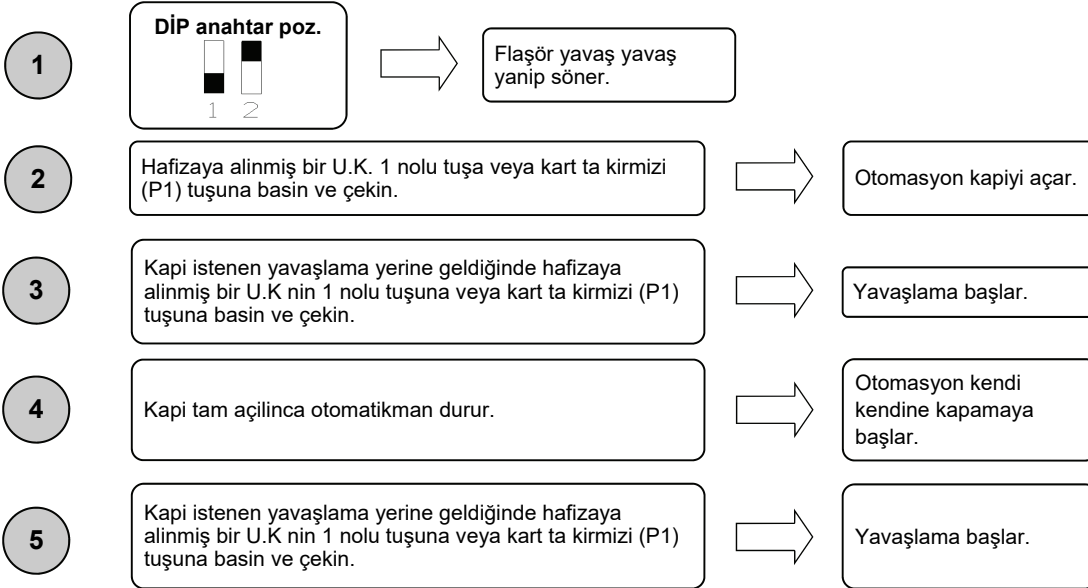 DİP anahtar poz.
1 2
1
Flaşör yavaş yavaş
yanip söner.
2
Hafizaya alinmiş bir U.K. 1 nolu tuşa veya kart ta kirmizi
(P1) tuşuna basin ve çekin.
Otomasyon kapiyi açar.
3
Kapi istenen yavaşlama yerine geldiğinde hafizaya
alinmiş bir U.K nin 1 nolu tuşuna veya kart ta kirmizi (P1)
tuşuna basin ve çekin.
Yavaşlama başlar.
4
Kapi tam açilinca otomatikman durur.
Otomasyon kendi
kendine kapamaya
başlar.
5
Kapi istenen yavaşlama yerine geldiğinde hafizaya
alinmiş bir U.K nin 1 nolu tuşuna veya kart ta kirmizi (P1)
tuşuna basin ve çekin.
Yavaşlama başlar.